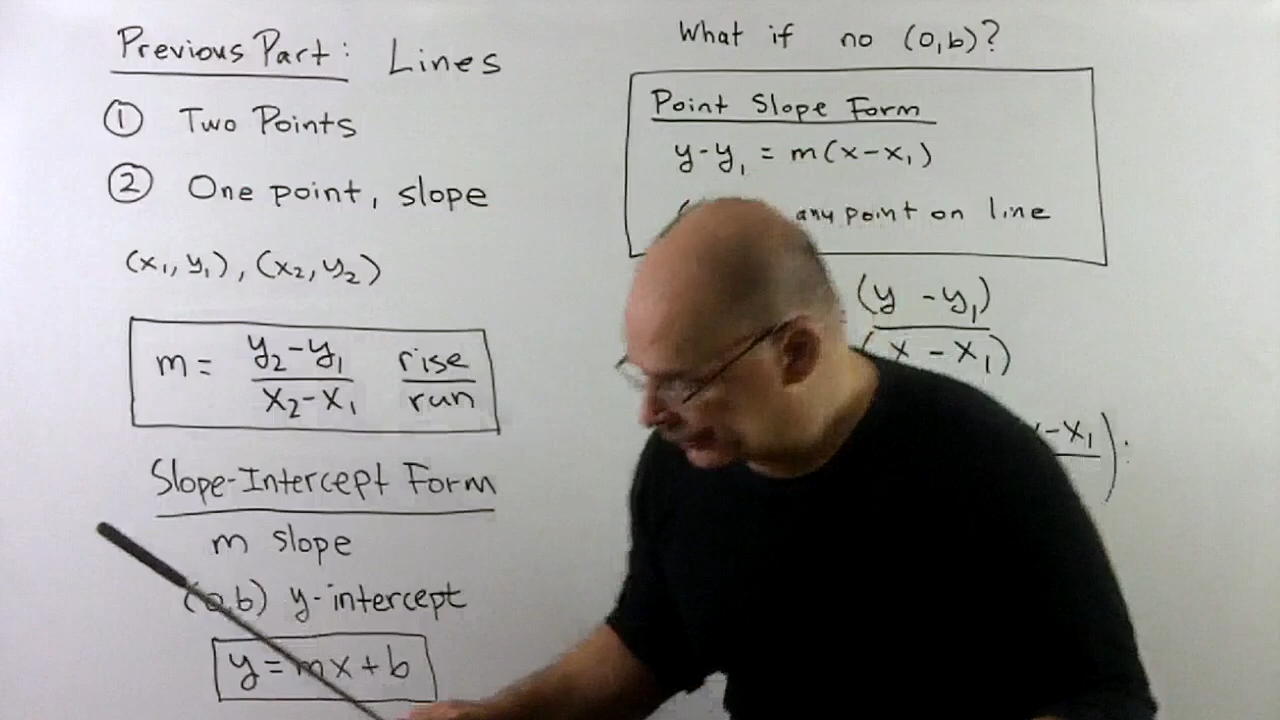 Previous Part: Lines
① Two Points
② One point, slope
(x₁, y₁), (x₂, y₂)
m = (y₂ - y₁)/(x₂ - x₁) rise/run
Slope-Intercept Form
m slope
(0,b) y-intercept
y = mx + b
What if no (0,b)?
Point Slope Form
y - y₁ = m(x - x₁)
any point on line
(y - y₁)
(x - x₁)
- x₁